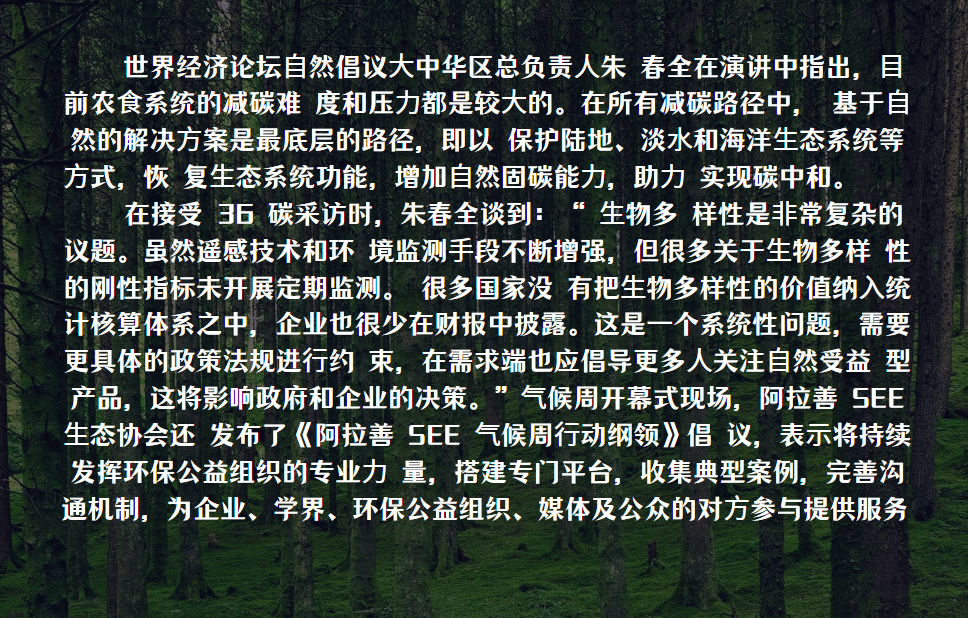 世界经济论坛自然倡议大中华区总负责人朱 春全在演讲中指出，目
前农食系统的减碳难 度和压力都是较大的。在所有减碳路径中， 基于自
然的解决方案是最底层的路径，即以 保护陆地、淡水和海洋生态系统等
方式，恢 复生态系统功能，增加自然固碳能力，助力 实现碳中和。
在接受 36 碳采访时，朱春全谈到：“ 生物多 样性是非常复杂的
议题。虽然遥感技术和环 境监测手段不断增强，但很多关于生物多样 性
的刚性指标未开展定期监测。 很多国家没 有把生物多样性的价值纳入统
计核算体系之中，企业也很少在财报中披露。这是一个系统性问题，需要
更具体的政策法规进行约 束，在需求端也应倡导更多人关注自然受益 型
产品，这将影响政府和企业的决策。”气候周开幕式现场，阿拉善 SEE
生态协会还 发布了《阿拉善 SEE 气候周行动纲领》倡 议，表示将持续
发挥环保公益组织的专业力 量，搭建专门平台，收集典型案例，完善沟
通机制，为企业、学界、环保公益组织、媒体及公众的对方参与提供服务